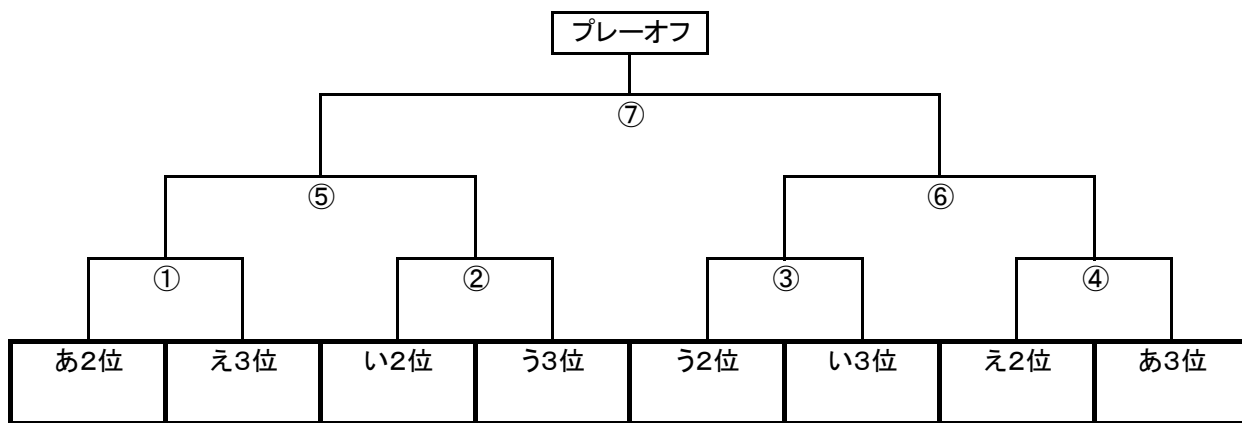 プレーオフ
⑦
⑤ ⑥
① ② ③ ④
あ2位 え3位 い2位 う3位 う2位 い3位 え2位 あ3位